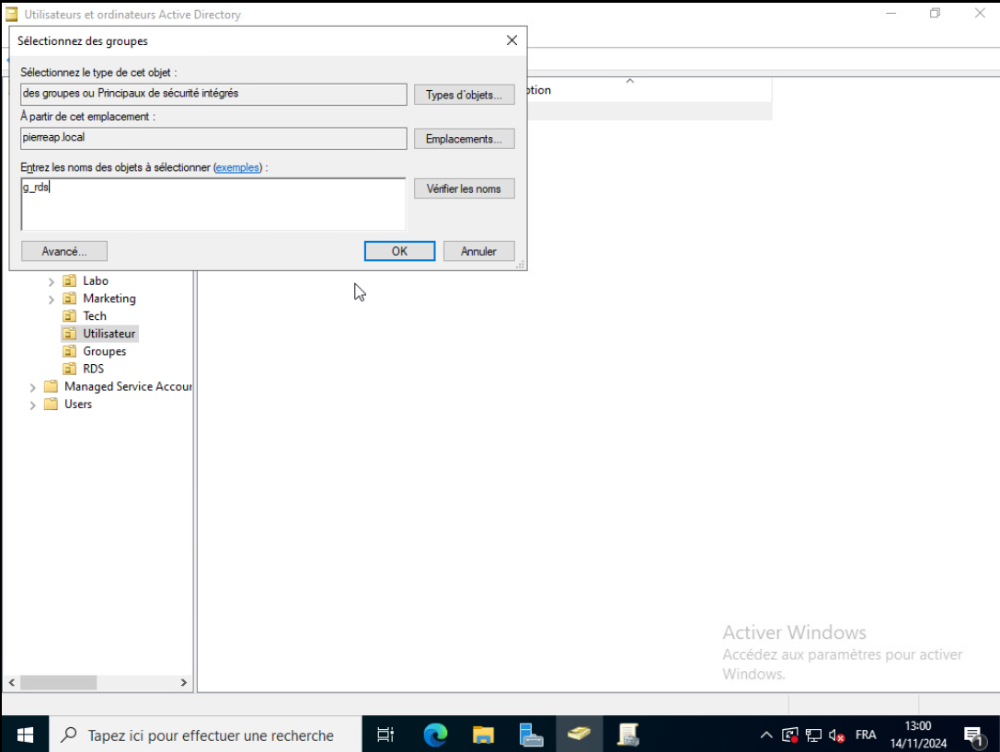 Utilisateurs et ordinateurs Active Directory
Sélectionnez des groupes
Sélectionnez le type de cet objet :
des groupes ou Principaux de sécurité intégrés
Types d'objets...
À partir de cet emplacement :
pierreap.local
Emplacements...
Entrez les noms des objets à sélectionner (exemples) :
g_rds
Vérifier les noms
Avancé...
OK
Annuler
ption
Labo
Marketing
Tech
Utilisateur
Groupes
RDS
Managed Service Accour
Users
Activer Windows
Accédez aux paramètres pour activer
Windows.
Tapez ici pour effectuer une recherche
FRA
13:00
14/11/2024
1